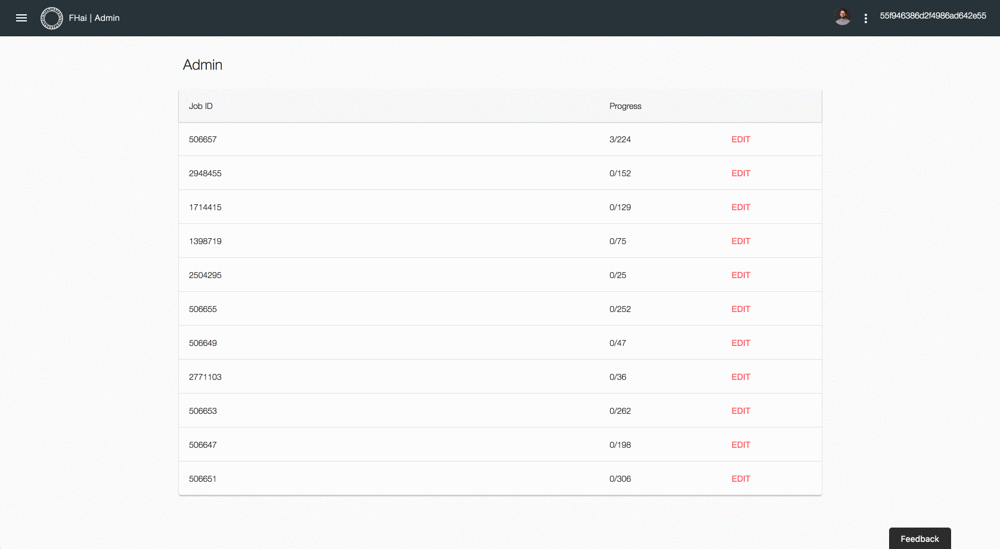 FHai | Admin
55f946386d2f4986ad642e55
Admin
Job ID Progress
506657 3/224 EDIT
2948455 0/152 EDIT
1714415 0/129 EDIT
1398719 0/75 EDIT
2504295 0/25 EDIT
506655 0/252 EDIT
506649 0/47 EDIT
2771103 0/36 EDIT
506653 0/262 EDIT
506647 0/198 EDIT
506651 0/306 EDIT
Feedback